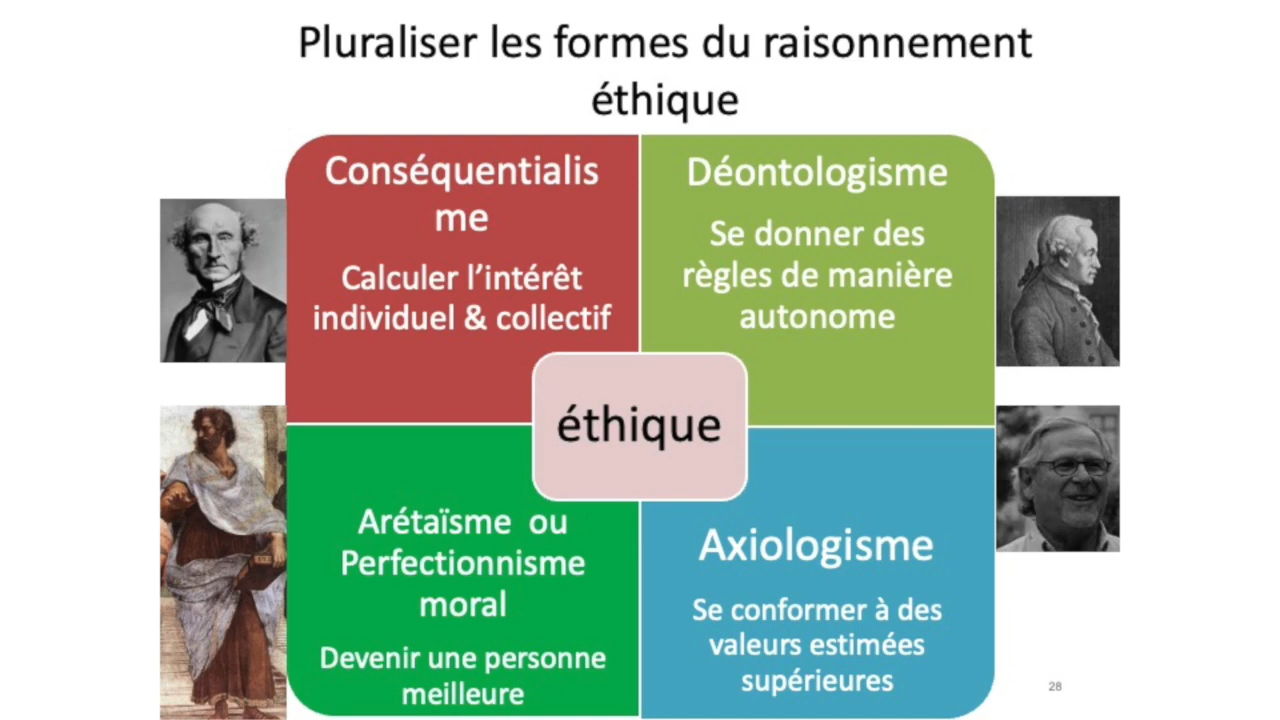 Pluraliser les formes du raisonnement
éthique
Conséquentialis
me
Calculer l'intérêt
individuel & collectif
Déontologisme
Se donner des
règles de manière
autonome
éthique
Arétaïsme ou
Perfectionnisme
moral
Devenir une personne
meilleure
Axiologisme
Se conformer à des
valeurs estimées
supérieures
28